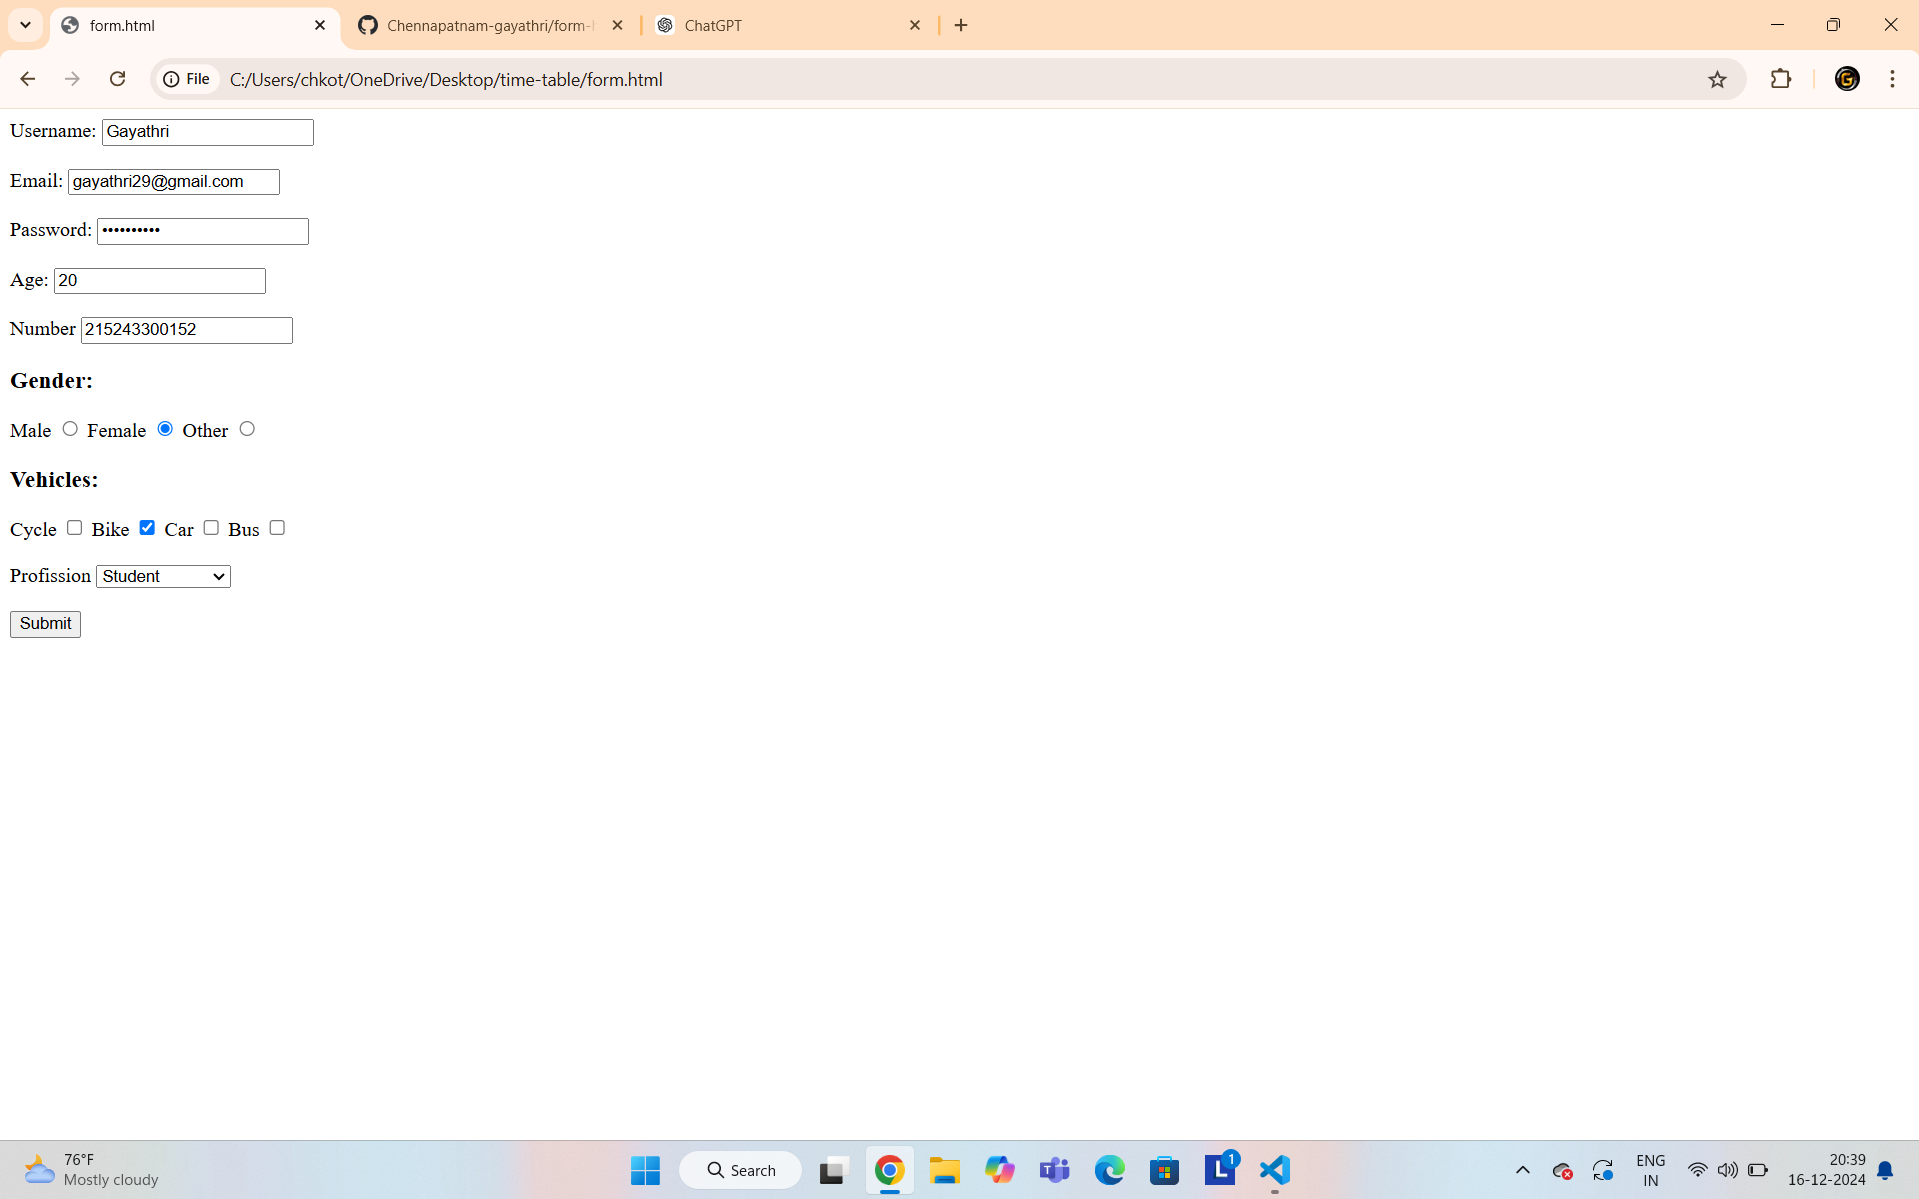 form.html
Chennapatnam-gayathri/form-h
ChatGPT
File C:/Users/chkot/OneDrive/Desktop/time-table/form.html
Username: Gayathri
Email: gayathri29@gmail.com
Password: ••••••••••
Age: 20
Number 215243300152
Gender:
Male Female Other
Vehicles:
Cycle Bike Car Bus
Profission Student
Submit
76°F
Mostly cloudy
Search
1
ENG
IN
20:39
16-12-2024